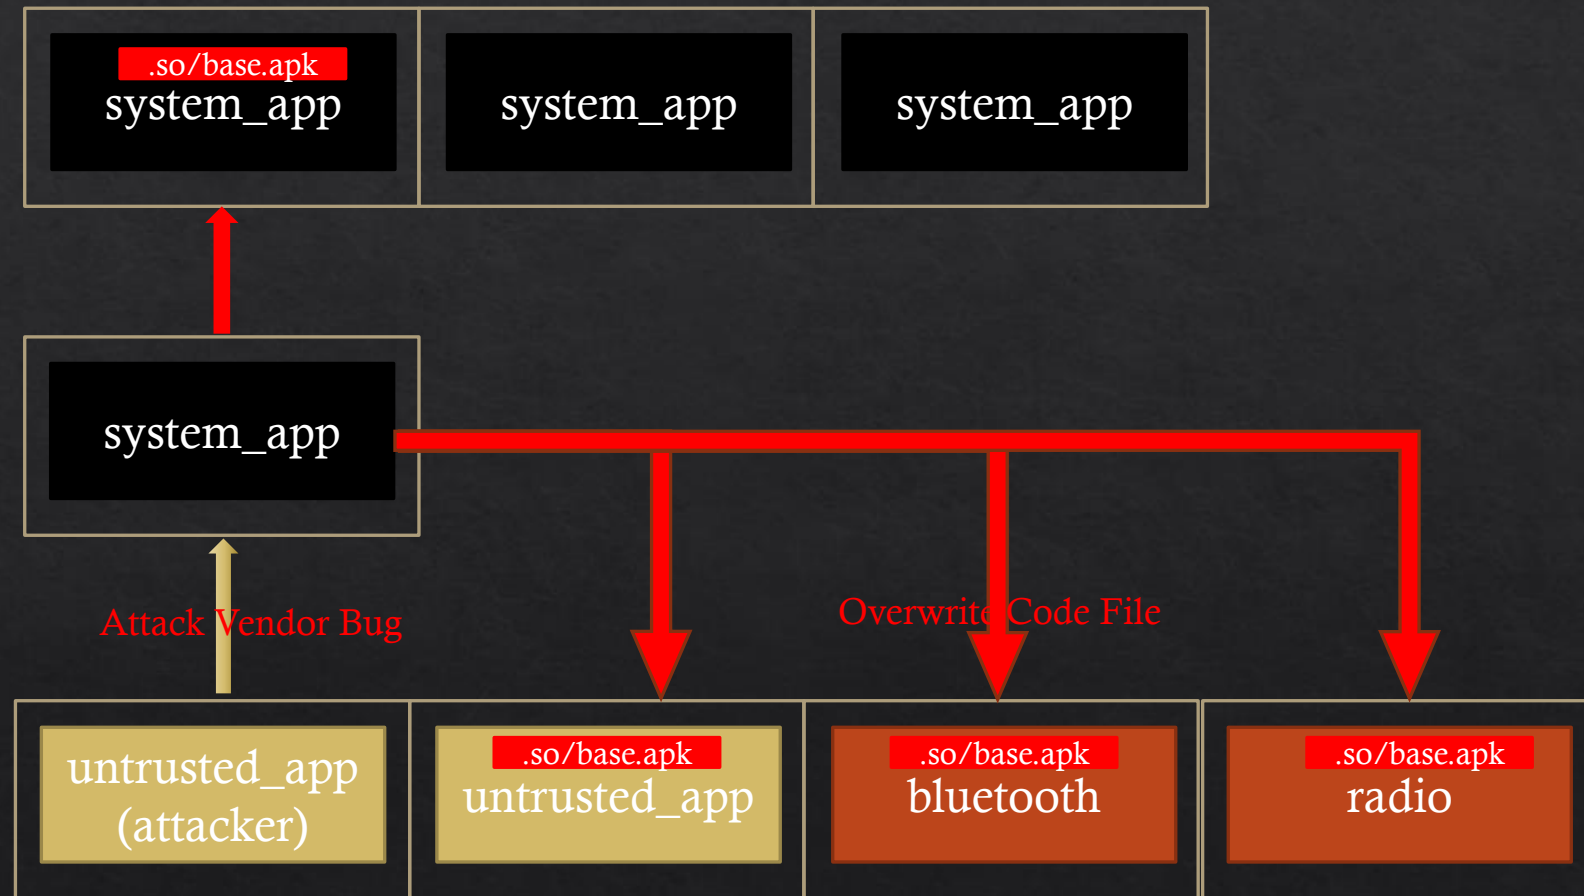 .so/base.apk
system_app
system_app
system_app
system_app
Attack Vendor Bug
Overwrite Code File
untrusted_app
(attacker)
.so/base.apk
untrusted_app
.so/base.apk
bluetooth
.so/base.apk
radio